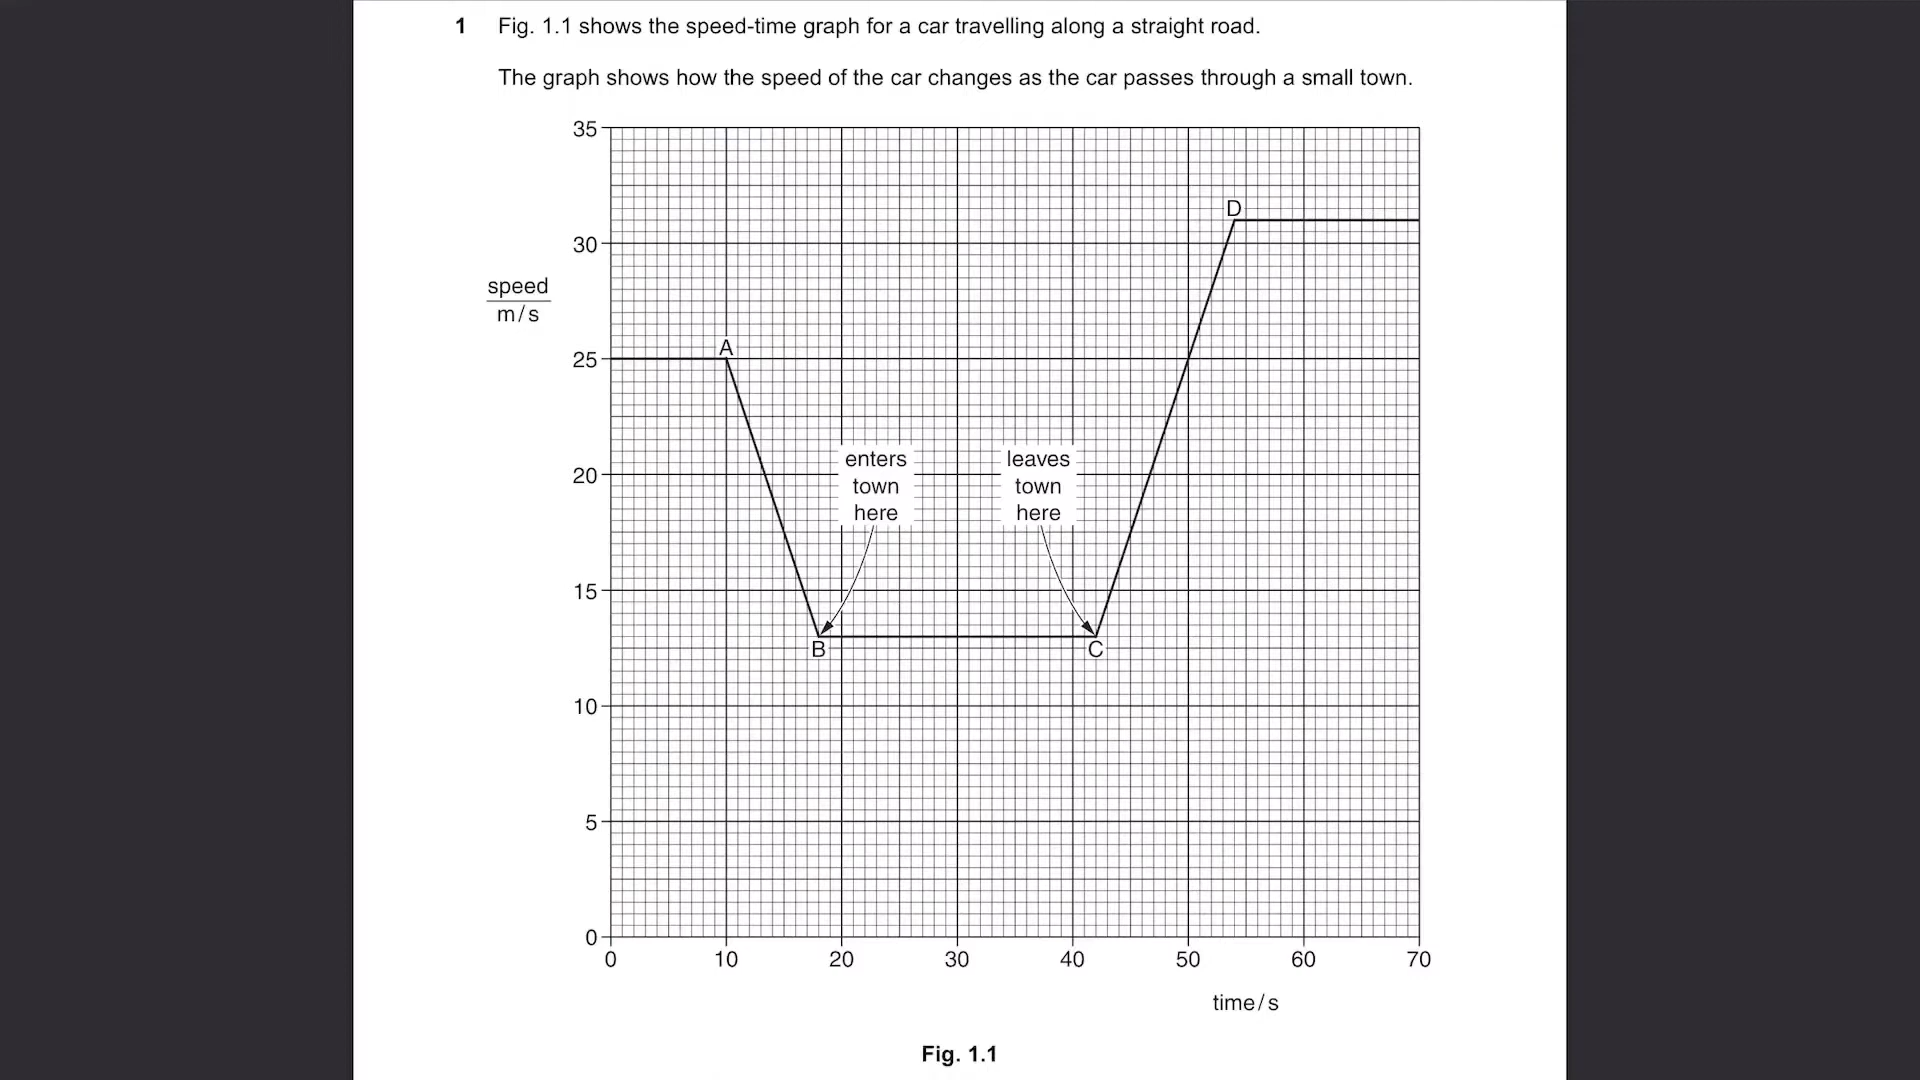 1 Fig. 1.1 shows the speed-time graph for a car travelling along a straight road.
The graph shows how the speed of the car changes as the car passes through a small town.
35
D
30
speed
m/s
A
25
enters
town
here
leaves
town
here
20
15
B
C
10
5
0
0 10 20 30 40 50 60 70
time/s
Fig. 1.1